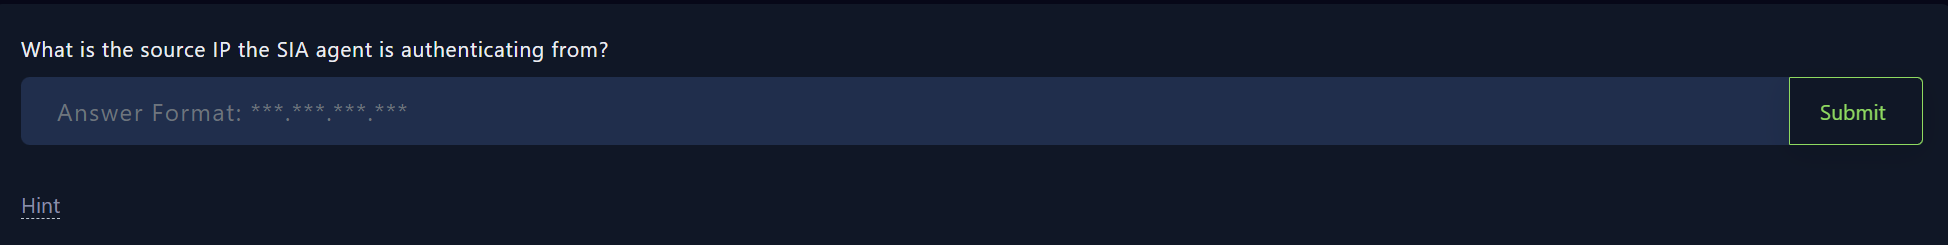 What is the source IP the SIA agent is authenticating from?
Answer Format: ***.***.***.***
Submit
Hint